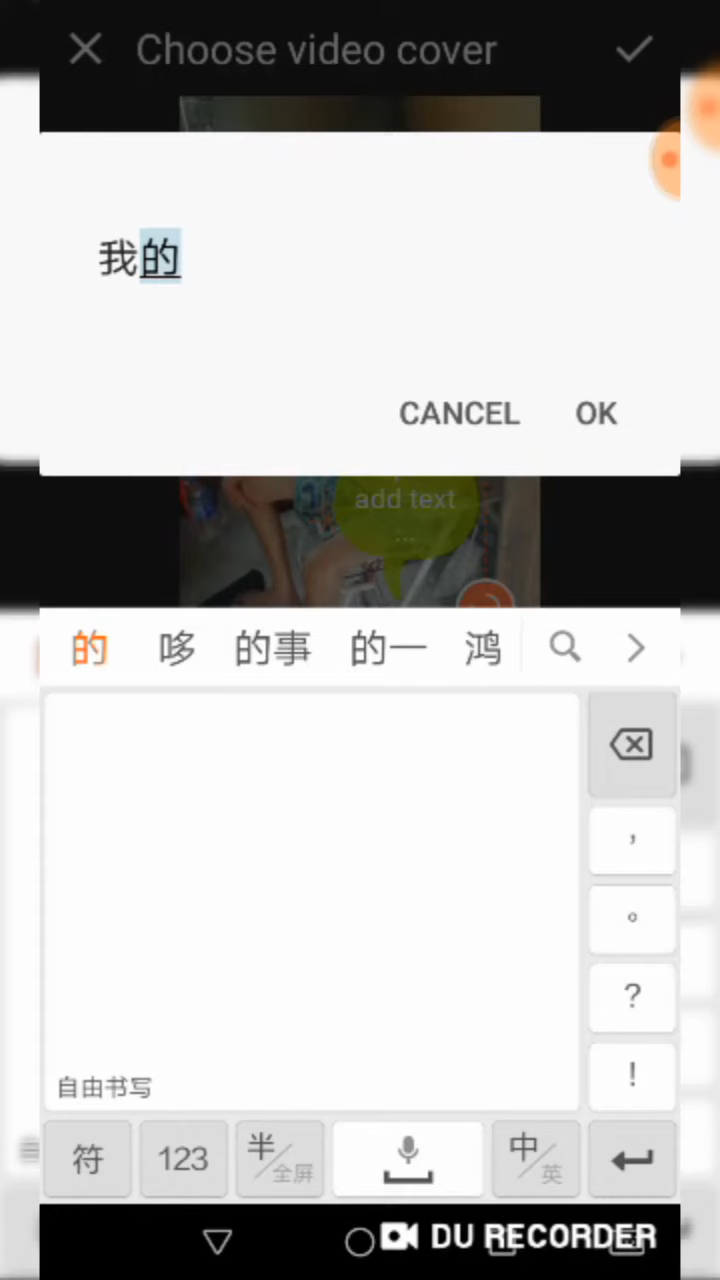 Choose video cover
我的
CANCEL OK
add text
...
的 哆 的事 的一 鸿
，
。
?
!
自由书写
符 123 半/全屏 中/英
DU RECORDER